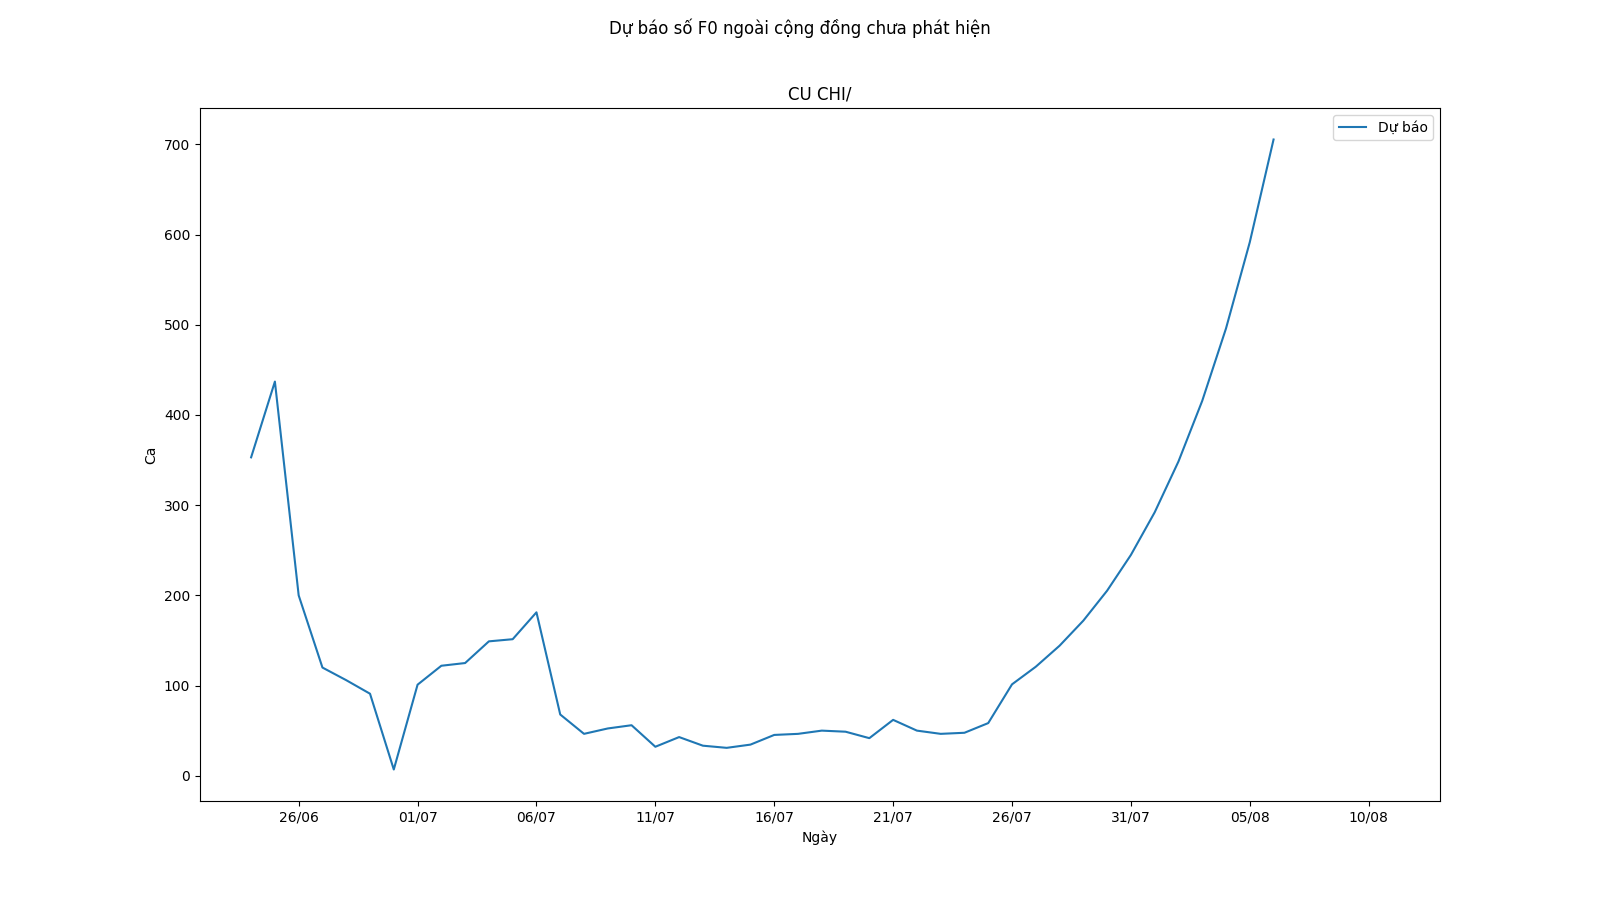 Dự báo số F0 ngoài cộng đồng chưa phát hiện
CU CHI/
Dự báo
700
600
500
400
300
200
100
0
Ca
26/06 01/07 06/07 11/07 16/07 21/07 26/07 31/07 05/08 10/08
Ngày